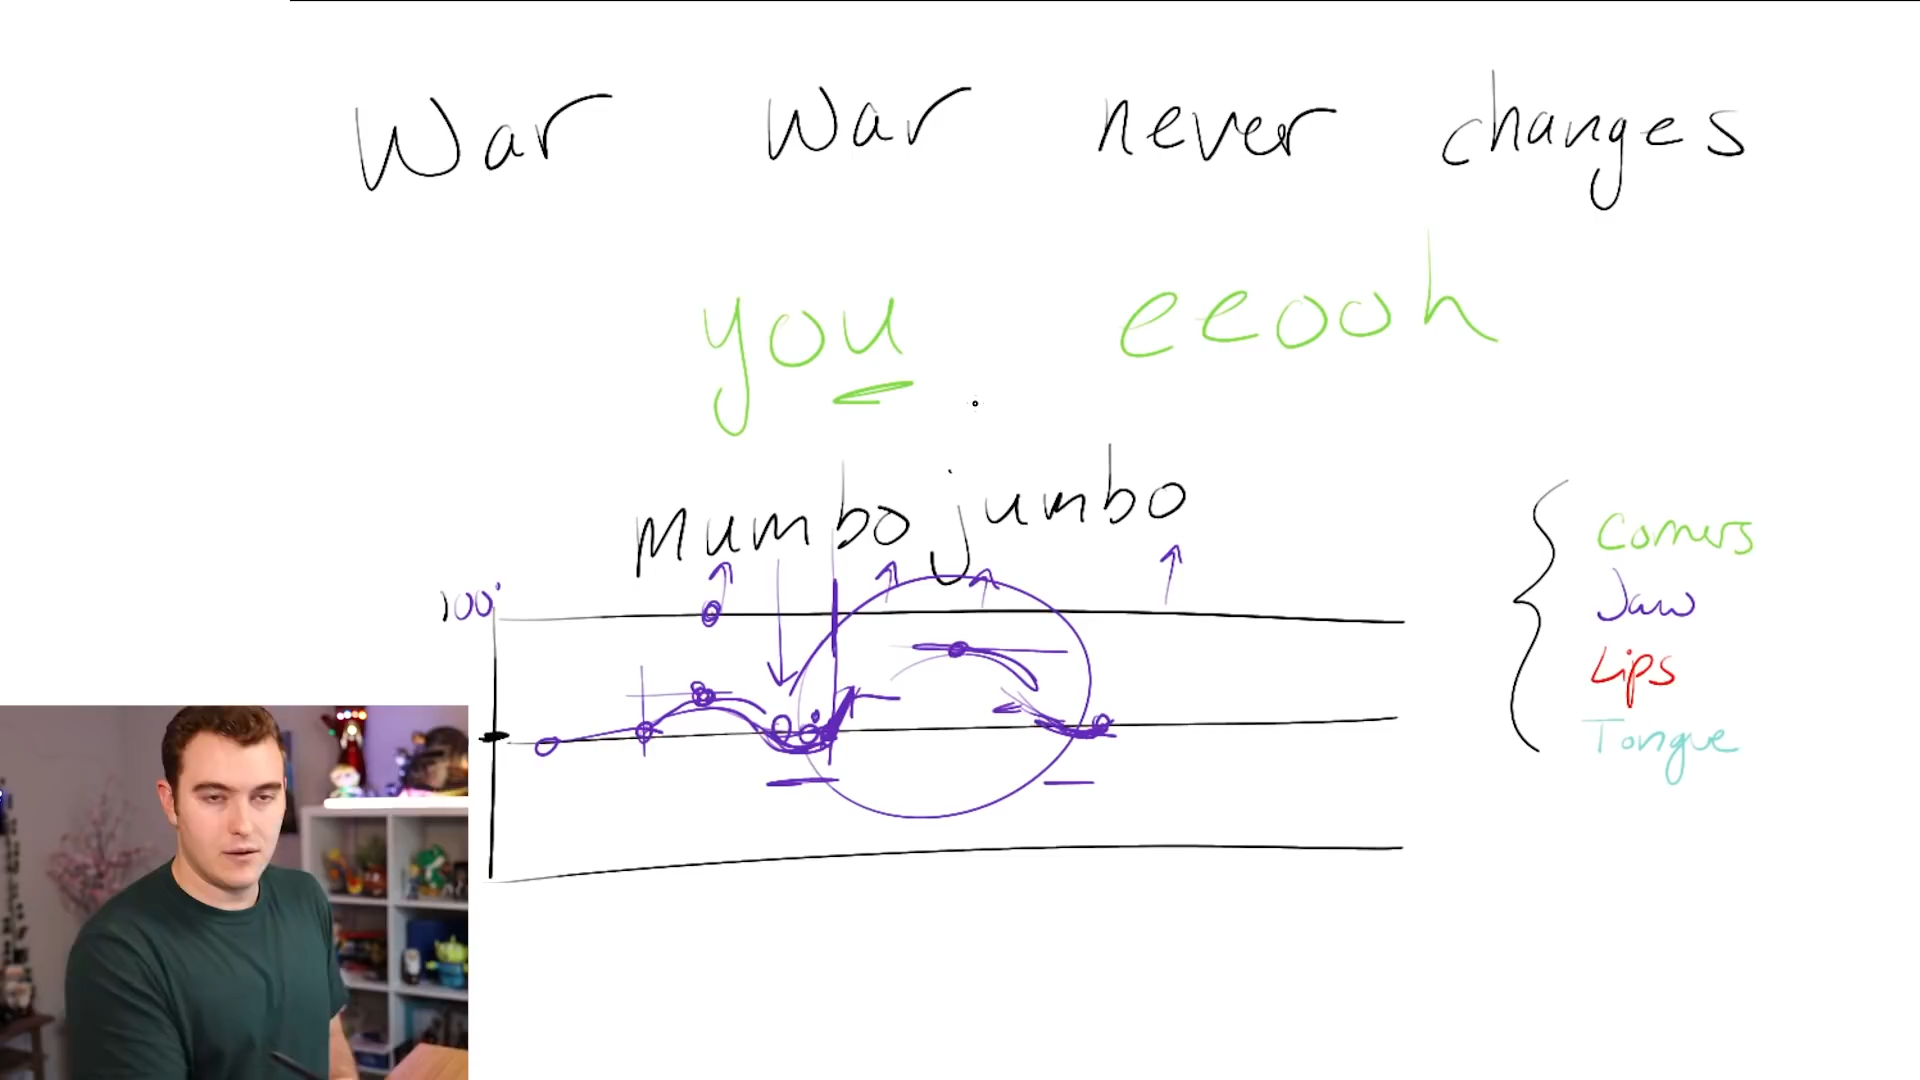 War War never changes
you eeooh
Mumbo jumbo
100°
Corners
Jaw
Lips
Tongue